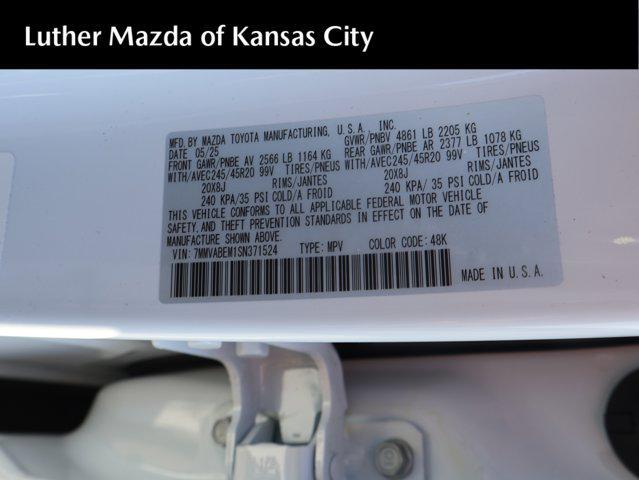 Luther Mazda of Kansas City
MFD. BY MAZDA TOYOTA MANUFACTURING, U.S.A., INC.
DATE 05/25 GVWR/PNBV 4861 LB 2205 KG
FRONT GAWR/PNBE AV 2566 LB 1164 KG REAR GAWR/PNBE AR 2377 LB 1078 KG
WITH/AVEC245/45R20 99V TIRES/PNEUS WITH/AVEC245/45R20 99V TIRES/PNEUS
20X8J RIMS/JANTES 20X8J RIMS/JANTES
240 KPA/ 35 PSI COLD/A FROID 240 KPA/ 35 PSI COLD/A FROID
THIS VEHICLE CONFORMS TO ALL APPLICABLE FEDERAL MOTOR VEHICLE
SAFETY, AND THEFT PREVENTION STANDARDS IN EFFECT ON THE DATE OF
MANUFACTURE SHOWN ABOVE.
VIN: 7MMVABEM1SN371524 TYPE: MPV COLOR CODE: 48K
MADE IN U.S.A.